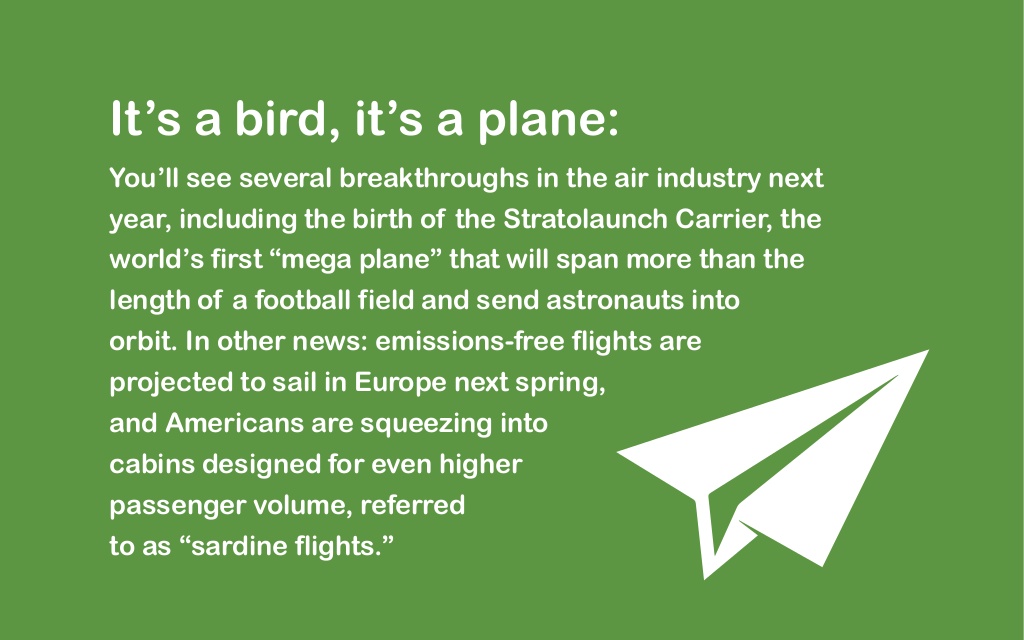 It’s a bird, it’s a plane:
You’ll see several breakthroughs in the air industry next
year, including the birth of the Stratolaunch Carrier, the
world’s first “mega plane” that will span more than the
length of a football field and send astronauts into
orbit. In other news: emissions-free flights are
projected to sail in Europe next spring,
and Americans are squeezing into
cabins designed for even higher
passenger volume, referred
to as “sardine flights.”